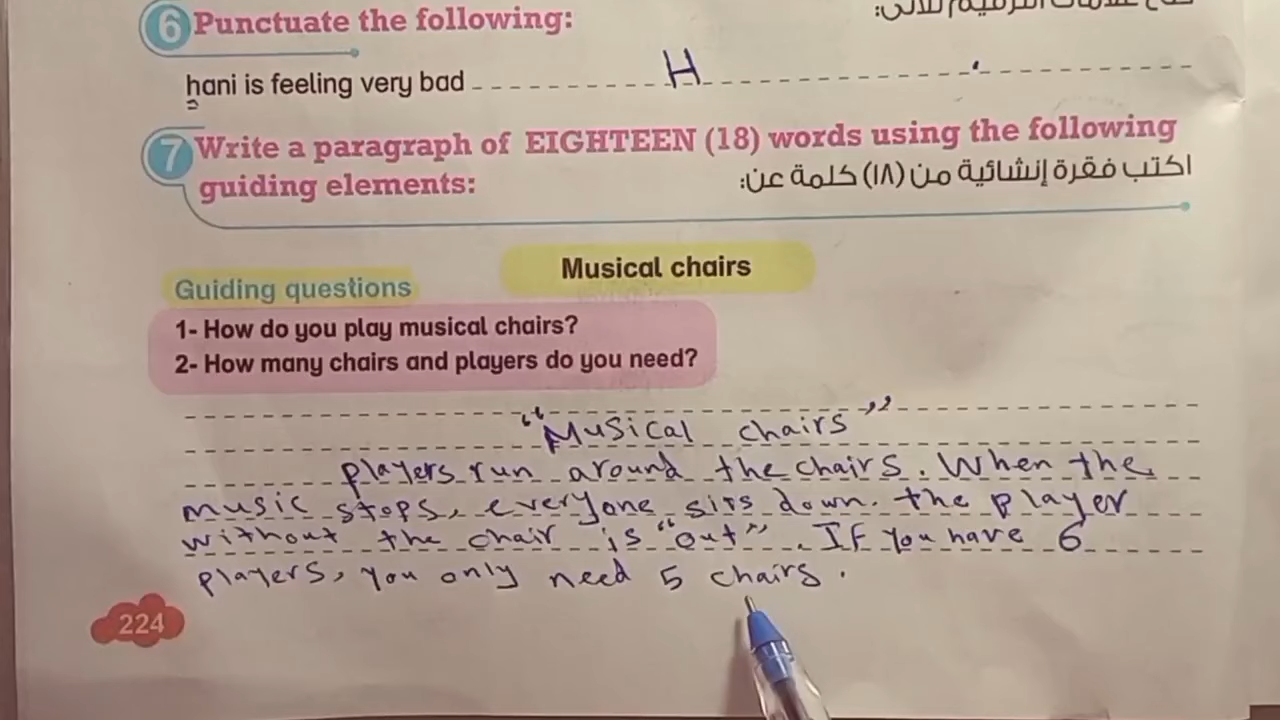 6 Punctuate the following:
hani is feeling very bad H .
7 Write a paragraph of EIGHTEEN (18) words using the following
guiding elements:
اكتب فقرة إنشائية من (١٨) كلمة عن:
Musical chairs
Guiding questions
1- How do you play musical chairs?
2- How many chairs and players do you need?
"Musical chairs"
players run around the chairs. When the
music stops, everyone sits down. the player
without the chair is "out". If you have 6
players, you only need 5 chairs.
224